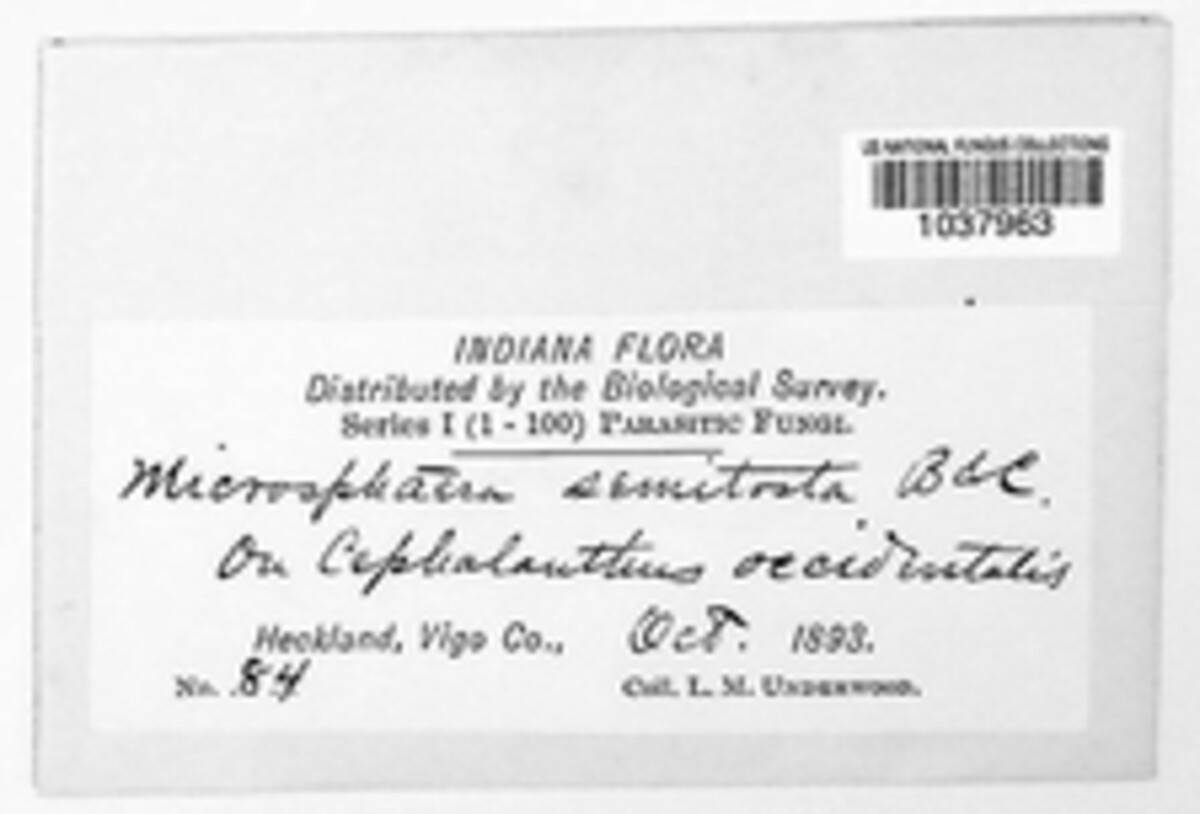 US NATIONAL FUNGUS COLLECTIONS
1037963
INDIANA FLORA
Distributed by the Biological Survey.
Series I (1 - 100) PARASITIC FUNGI.
Microsphaera semitosta B & C.
On Cephalanthus occidentalis
Heckland, Vigo Co., Oct. 1893.
No. 84
Coll. L. M. UNDERWOOD.